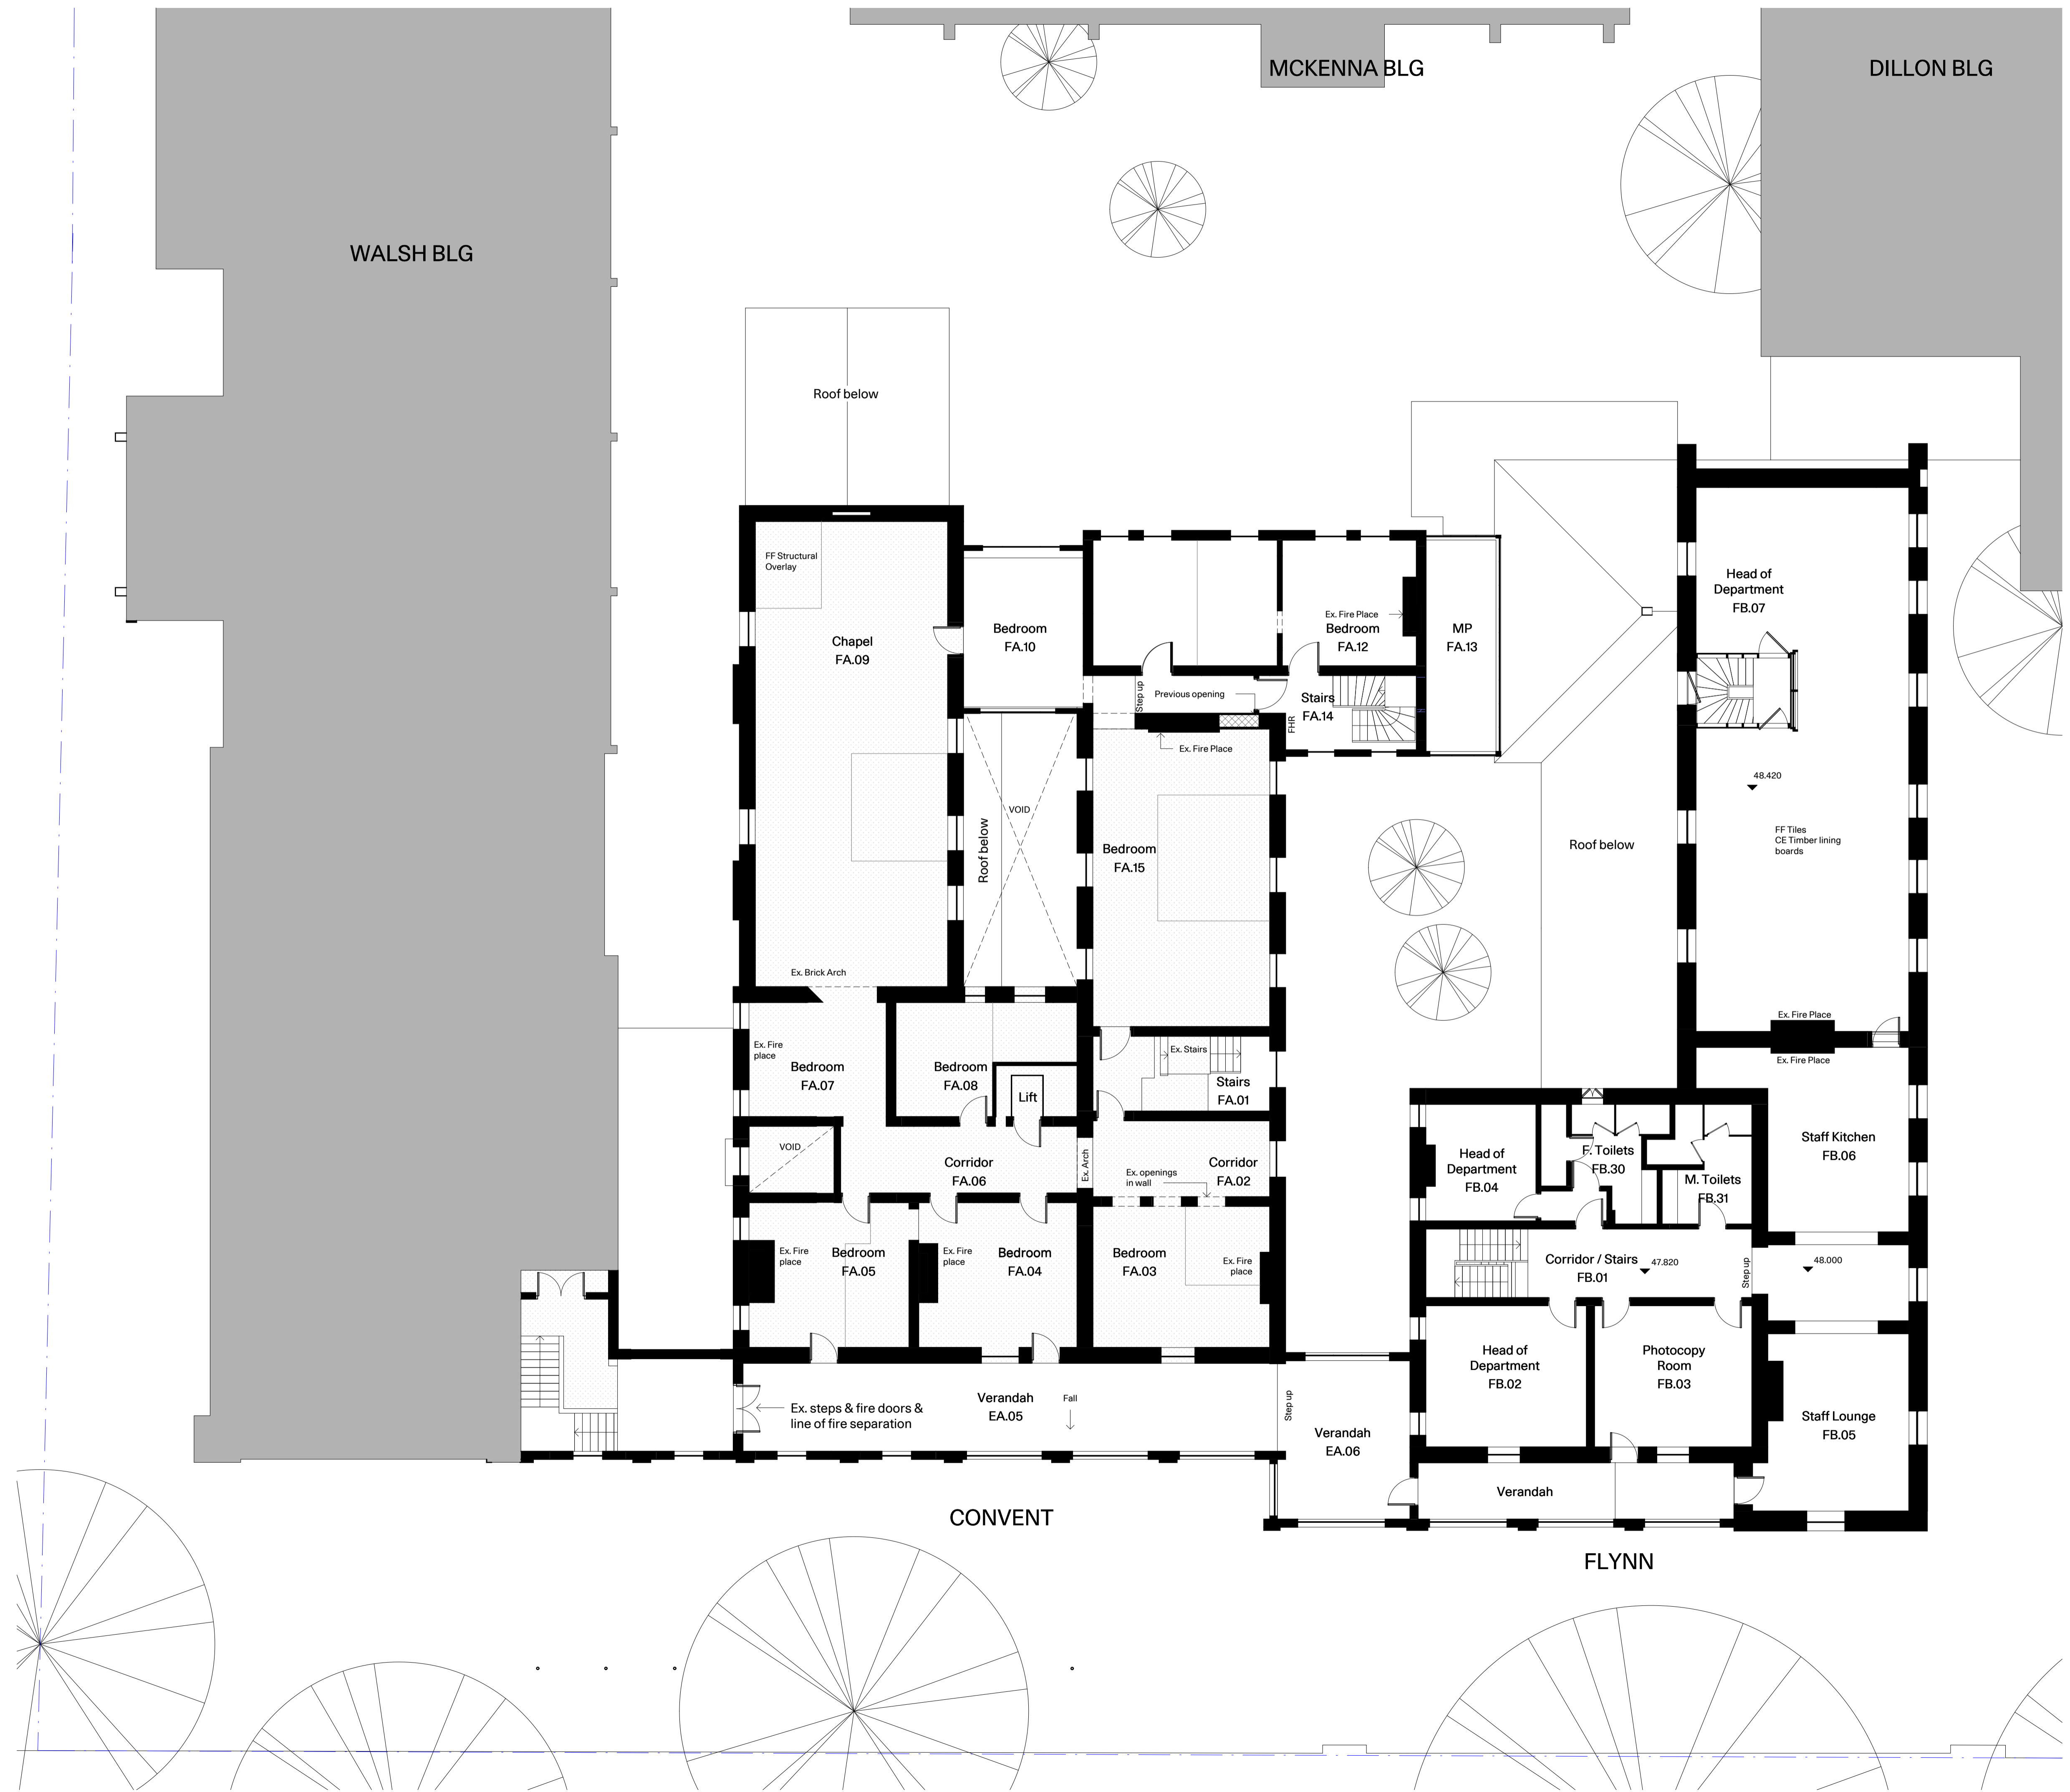 MCKENNA BLG
DILLON BLG
WALSH BLG
Roof below
FF Structural
Overlay
Chapel
FA.09
Bedroom
FA.10
Ex. Fire Place
Bedroom
FA.12
MP
FA.13
Head of
Department
FB.07
Step up
Previous opening
Stairs
FA.14
FHR
Ex. Fire Place
48.420
VOID
Roof below
Bedroom
FA.15
Roof below
FF Tiles
CE Timber lining
boards
Ex. Brick Arch
Ex. Fire Place
Ex. Fire Place
Ex. Fire
place
Bedroom
FA.07
Bedroom
FA.08
Lift
Ex. Stairs
Stairs
FA.01
VOID
Corridor
FA.06
Ex. Arch
Ex. openings
in wall
Corridor
FA.02
Head of
Department
FB.04
F. Toilets
FB.30
M. Toilets
FB.31
Staff Kitchen
FB.06
Ex. Fire
place
Bedroom
FA.05
Ex. Fire
place
Bedroom
FA.04
Bedroom
FA.03
Ex. Fire
place
Corridor / Stairs
FB.01
47.820
Step up
48.000
Head of
Department
FB.02
Photocopy
Room
FB.03
Staff Lounge
FB.05
Ex. steps & fire doors &
line of fire separation
Verandah
EA.05
Fall
Step up
Verandah
EA.06
Verandah
CONVENT
FLYNN